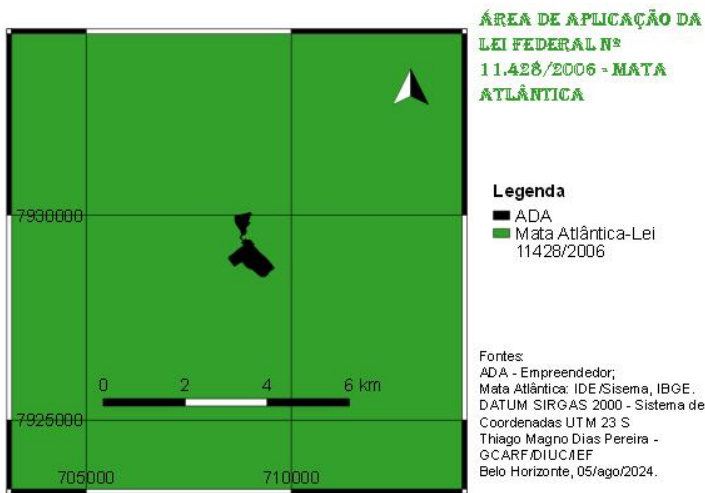 ÁREA DE APLICAÇÃO DA
LEI FEDERAL Nº
11.428/2006 - MATA
ATLÂNTICA
7930000
7925000
705000
710000
0 2 4 6 km
Legenda
ADA
Mata Atlântica-Lei
11428/2006
Fontes:
ADA - Empreendedor;
Mata Atlântica: IDE/Sisema, IBGE.
DATUM SIRGAS 2000 - Sistema de
Coordenadas UTM 23 S
Thiago Magno Dias Pereira -
GCARF/DIUC/IEF
Belo Horizonte, 05/ago/2024.